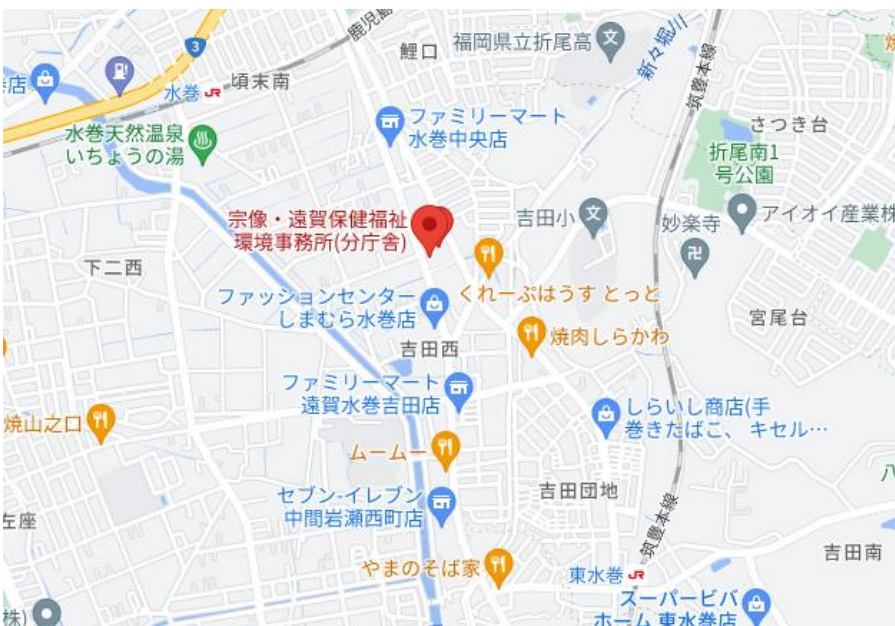 鹿児島
3
鯉口
福岡県立折尾高
新々堀川
筑豊本線
店
水巻 JR
頃末南
ファミリーマート
水巻中央店
さつき台
水巻天然温泉
いちょうの湯
折尾南1
号公園
宗像・遠賀保健福祉
環境事務所(分庁舎)
吉田小
妙楽寺
アイオイ産業株
下二西
くれーぷはうす とっと
ファッションセンター
しまむら水巻店
宮尾台
焼肉しらかわ
吉田西
ファミリーマート
遠賀水巻吉田店
しらいし商店(手
巻きたばこ、キセル…
焼山之口
ムームー
セブン-イレブン
中間岩瀬西町店
吉田団地
八
左座
筑豊本線
吉田南
やまのそば家
東水巻 JR
スーパービバ
ホーム 東水巻店
株)